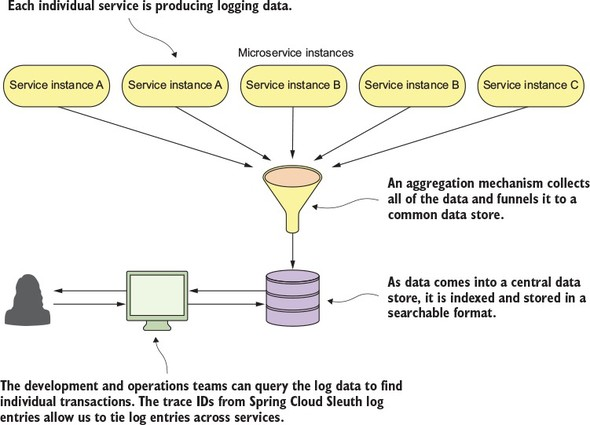 Each individual service is producing logging data.
Microservice instances
Service instance A
Service instance A
Service instance B
Service instance B
Service instance C
An aggregation mechanism collects
all of the data and funnels it to a
common data store.
As data comes into a central data
store, it is indexed and stored in a
searchable format.
The development and operations teams can query the log data to find
individual transactions. The trace IDs from Spring Cloud Sleuth log
entries allow us to tie log entries across services.